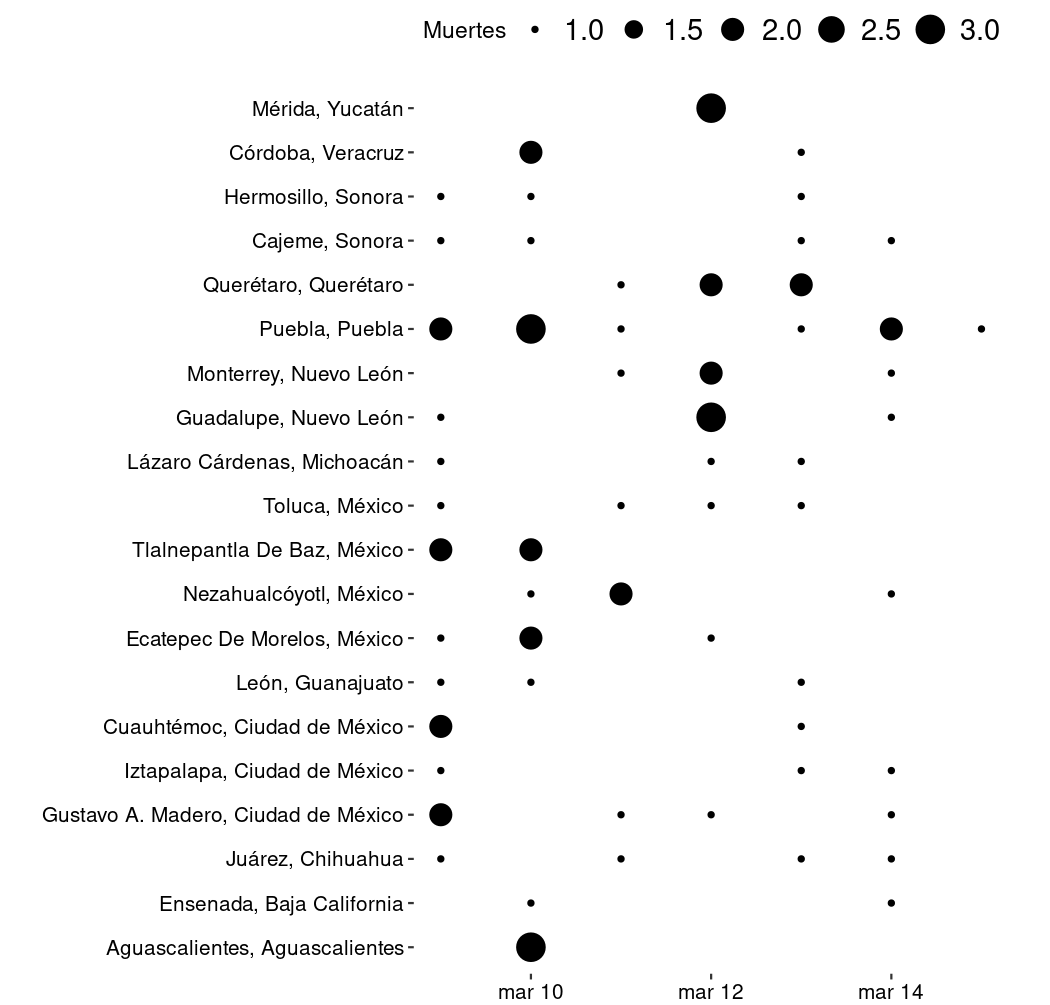 Muertes 1.0 1.5 2.0 2.5 3.0
Mérida, Yucatán
Córdoba, Veracruz
Hermosillo, Sonora
Cajeme, Sonora
Querétaro, Querétaro
Puebla, Puebla
Monterrey, Nuevo León
Guadalupe, Nuevo León
Lázaro Cárdenas, Michoacán
Toluca, México
Tlalnepantla De Baz, México
Nezahualcóyotl, México
Ecatepec De Morelos, México
León, Guanajuato
Cuauhtémoc, Ciudad de México
Iztapalapa, Ciudad de México
Gustavo A. Madero, Ciudad de México
Juárez, Chihuahua
Ensenada, Baja California
Aguascalientes, Aguascalientes
mar 10 mar 12 mar 14